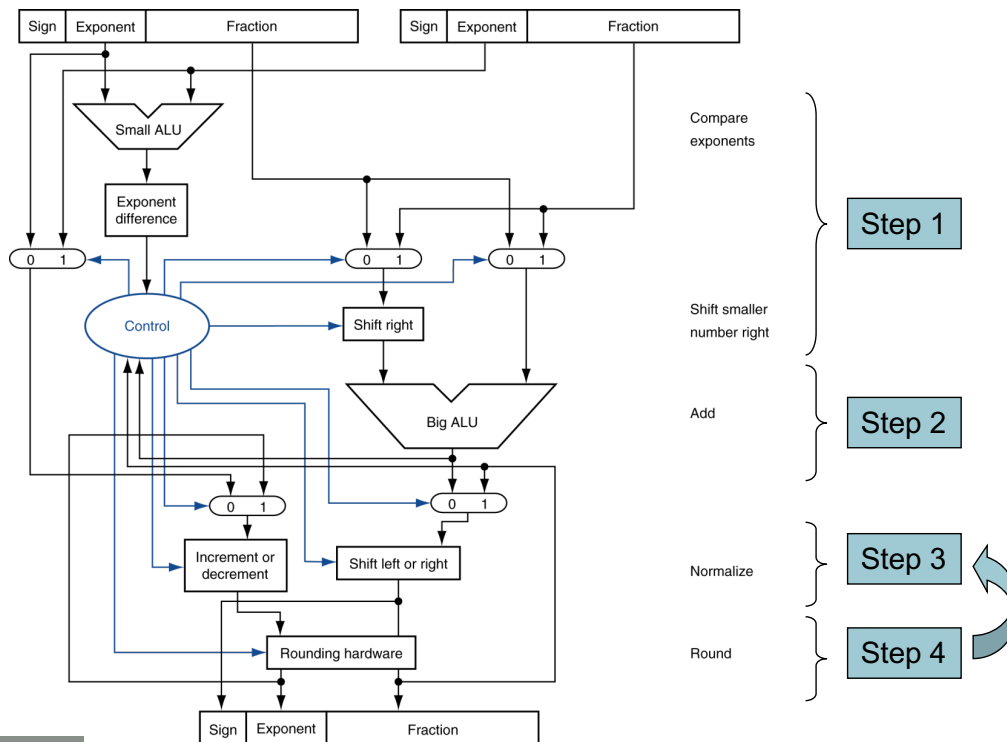 Sign Exponent Fraction
Sign Exponent Fraction
Small ALU
Compare
exponents
Exponent
difference
Step 1
0 1
0 1
0 1
Control
Shift right
Shift smaller
number right
Big ALU
Add
Step 2
0 1
0 1
Increment or
decrement
Shift left or right
Normalize
Step 3
Rounding hardware
Round
Step 4
Sign Exponent Fraction